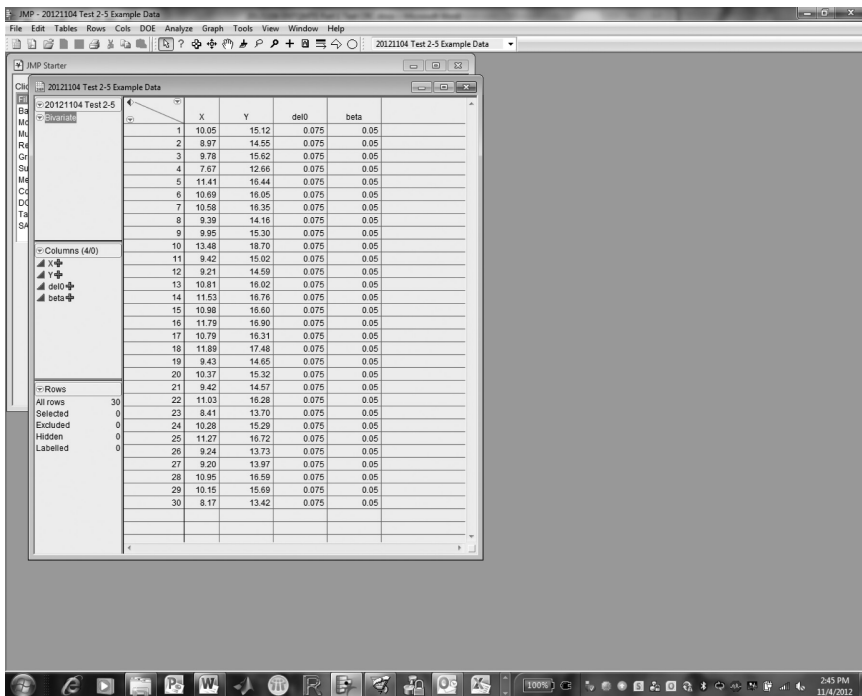 JMP - 20121104 Test 2-5 Example Data
File Edit Tables Rows Cols DOE Analyze Graph Tools View Window Help
20121104 Test 2-5 Example Data
JMP Starter
Clic
20121104 Test 2-5 Example Data
Fil
Ba
Mo
Mu
Re
Gr
Su
Me
Co
DO
Ta
SA
20121104 Test 2-5
Bivariate
Columns (4/0)
X
Y
del0
beta
Rows
All rows 30
Selected 0
Excluded 0
Hidden 0
Labelled 0
X Y del0 beta
1 10.05 15.12 0.075 0.05
2 8.97 14.55 0.075 0.05
3 9.78 15.62 0.075 0.05
4 7.67 12.66 0.075 0.05
5 11.41 16.44 0.075 0.05
6 10.69 16.05 0.075 0.05
7 10.58 16.35 0.075 0.05
8 9.39 14.16 0.075 0.05
9 9.95 15.30 0.075 0.05
10 13.48 18.70 0.075 0.05
11 9.42 15.02 0.075 0.05
12 9.21 14.59 0.075 0.05
13 10.81 16.02 0.075 0.05
14 11.53 16.76 0.075 0.05
15 10.98 16.60 0.075 0.05
16 11.79 16.90 0.075 0.05
17 10.79 16.31 0.075 0.05
18 11.89 17.48 0.075 0.05
19 9.43 14.65 0.075 0.05
20 10.37 15.32 0.075 0.05
21 9.42 14.57 0.075 0.05
22 11.03 16.28 0.075 0.05
23 8.41 13.70 0.075 0.05
24 10.28 15.29 0.075 0.05
25 11.27 16.72 0.075 0.05
26 9.24 13.73 0.075 0.05
27 9.20 13.97 0.075 0.05
28 10.95 16.59 0.075 0.05
29 10.15 15.69 0.075 0.05
30 8.17 13.42 0.075 0.05
100%
2:45 PM
11/4/2012